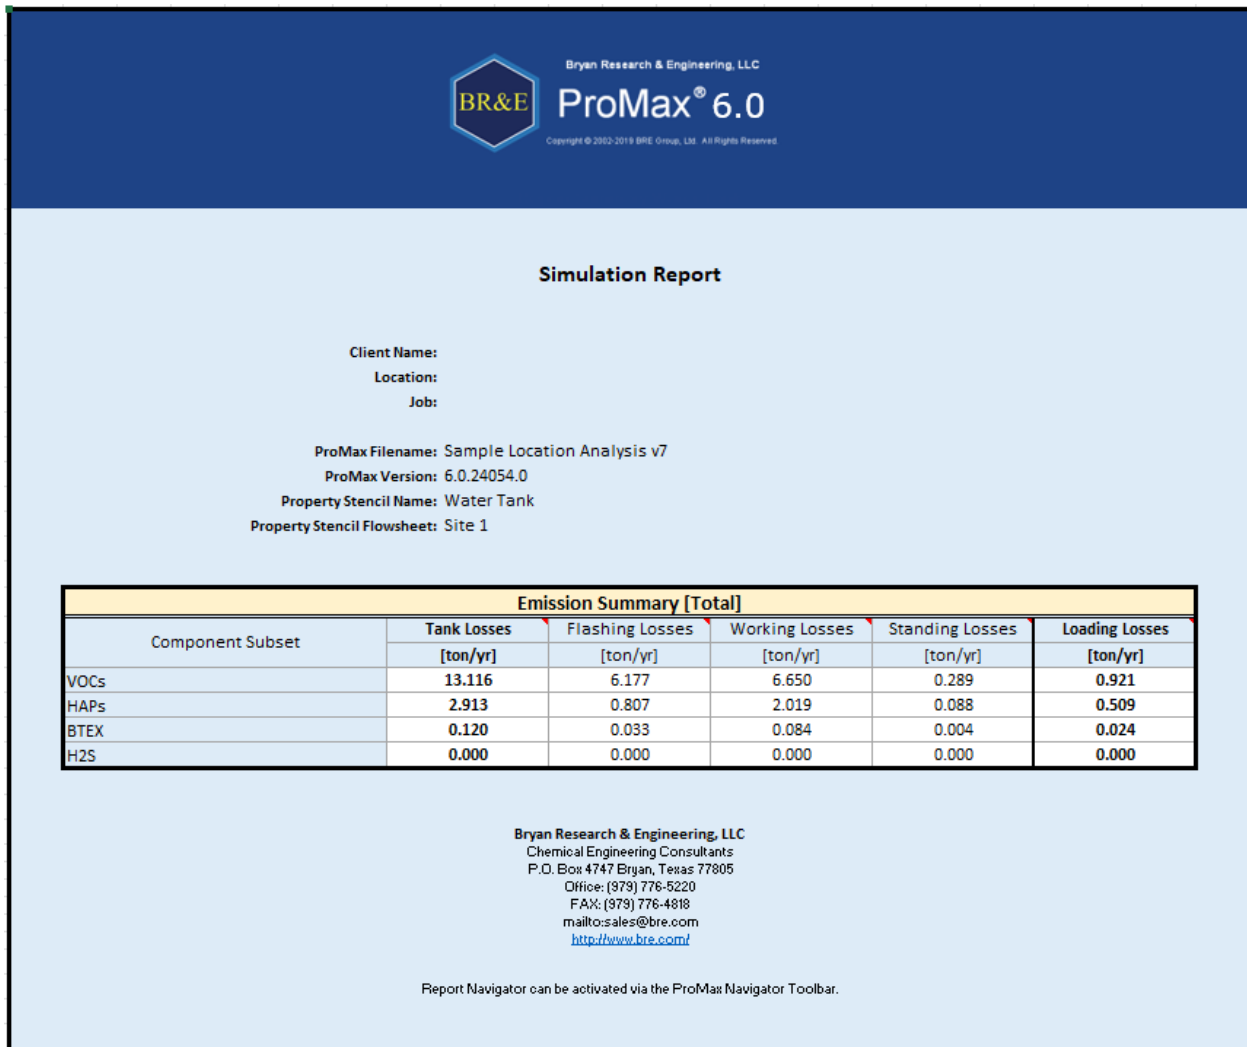 Bryan Research & Engineering, LLC
BR&E
ProMax® 6.0
Copyright © 2002-2019 BRE Group, Ltd. All Rights Reserved.
Simulation Report
Client Name:
Location:
Job:
ProMax Filename: Sample Location Analysis v7
ProMax Version: 6.0.24054.0
Property Stencil Name: Water Tank
Property Stencil Flowsheet: Site 1
Emission Summary [Total]
Component Subset Tank Losses Flashing Losses Working Losses Standing Losses Loading Losses
[ton/yr] [ton/yr] [ton/yr] [ton/yr] [ton/yr]
VOCs 13.116 6.177 6.650 0.289 0.921
HAPs 2.913 0.807 2.019 0.088 0.509
BTEX 0.120 0.033 0.084 0.004 0.024
H2S 0.000 0.000 0.000 0.000 0.000
Bryan Research & Engineering, LLC
Chemical Engineering Consultants
P.O. Box 4747 Bryan, Texas 77805
Office: (979) 776-5220
FAX: (979) 776-4818
mailto:sales@bre.com
http://www.bre.com/
Report Navigator can be activated via the ProMax Navigator Toolbar.